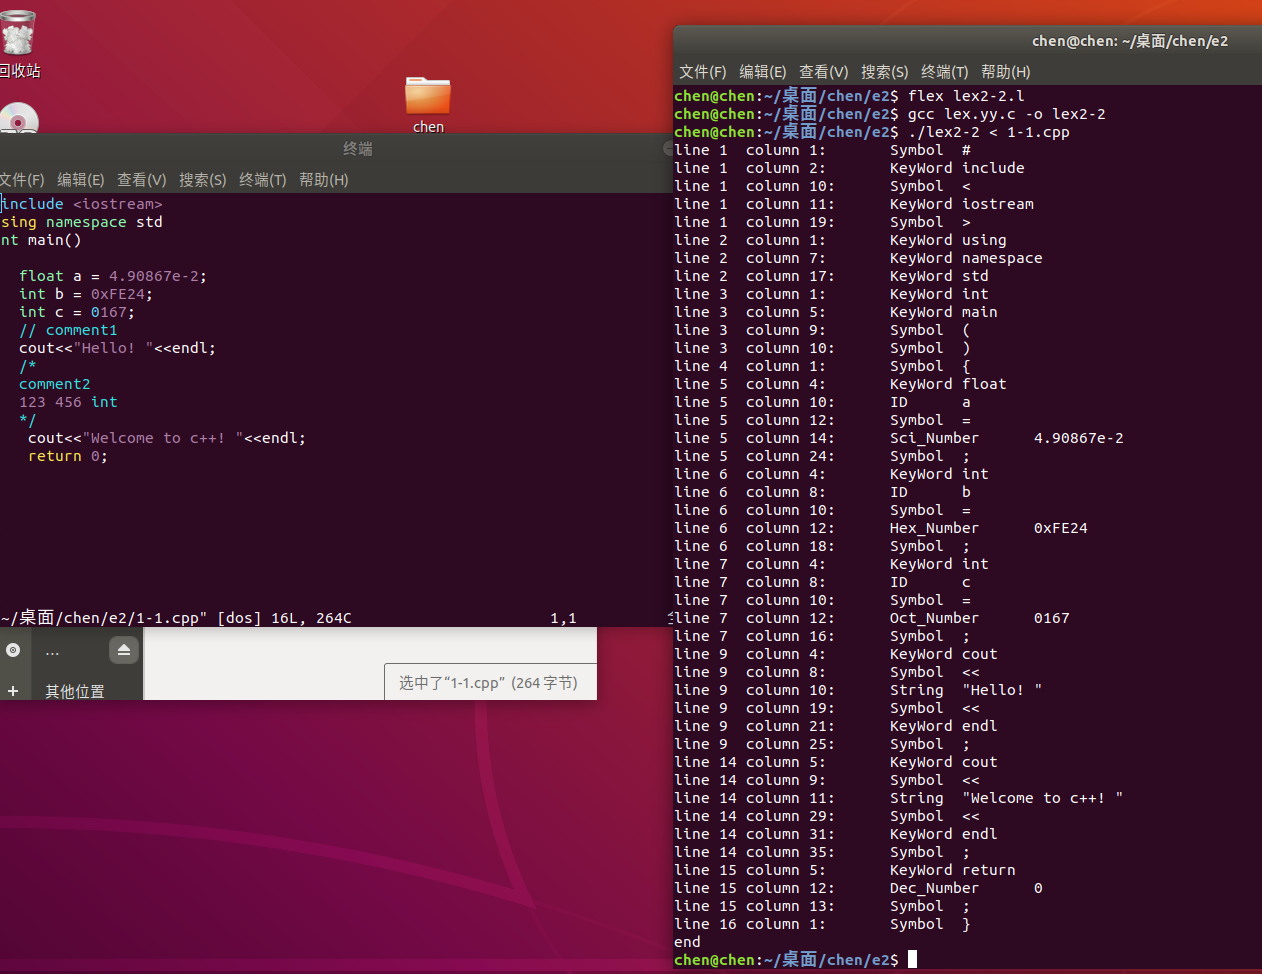 回收站
chen
终端
文件(F) 编辑(E) 查看(V) 搜索(S) 终端(T) 帮助(H)
include <iostream>
sing namespace std
nt main()
float a = 4.90867e-2;
int b = 0xFE24;
int c = 0167;
// comment1
cout<<"Hello! "<<endl;
/*
comment2
123 456 int
*/
cout<<"Welcome to c++! "<<endl;
return 0;
~/桌面/chen/e2/1-1.cpp" [dos] 16L, 264C 1,1
...
其他位置
选中了“1-1.cpp” (264 字节)
chen@chen: ~/桌面/chen/e2
文件(F) 编辑(E) 查看(V) 搜索(S) 终端(T) 帮助(H)
chen@chen:~/桌面/chen/e2$ flex lex2-2.l
chen@chen:~/桌面/chen/e2$ gcc lex.yy.c -o lex2-2
chen@chen:~/桌面/chen/e2$ ./lex2-2 < 1-1.cpp
line 1 column 1: Symbol #
line 1 column 2: KeyWord include
line 1 column 10: Symbol <
line 1 column 11: KeyWord iostream
line 1 column 19: Symbol >
line 2 column 1: KeyWord using
line 2 column 7: KeyWord namespace
line 2 column 17: KeyWord std
line 3 column 1: KeyWord int
line 3 column 5: KeyWord main
line 3 column 9: Symbol (
line 3 column 10: Symbol )
line 4 column 1: Symbol {
line 5 column 4: KeyWord float
line 5 column 10: ID a
line 5 column 12: Symbol =
line 5 column 14: Sci_Number 4.90867e-2
line 5 column 24: Symbol ;
line 6 column 4: KeyWord int
line 6 column 8: ID b
line 6 column 10: Symbol =
line 6 column 12: Hex_Number 0xFE24
line 6 column 18: Symbol ;
line 7 column 4: KeyWord int
line 7 column 8: ID c
line 7 column 10: Symbol =
line 7 column 12: Oct_Number 0167
line 7 column 16: Symbol ;
line 9 column 4: KeyWord cout
line 9 column 8: Symbol <<
line 9 column 10: String "Hello! "
line 9 column 19: Symbol <<
line 9 column 21: KeyWord endl
line 9 column 25: Symbol ;
line 14 column 5: KeyWord cout
line 14 column 9: Symbol <<
line 14 column 11: String "Welcome to c++! "
line 14 column 29: Symbol <<
line 14 column 31: KeyWord endl
line 14 column 35: Symbol ;
line 15 column 5: KeyWord return
line 15 column 12: Dec_Number 0
line 15 column 13: Symbol ;
line 16 column 1: Symbol }
end
chen@chen:~/桌面/chen/e2$